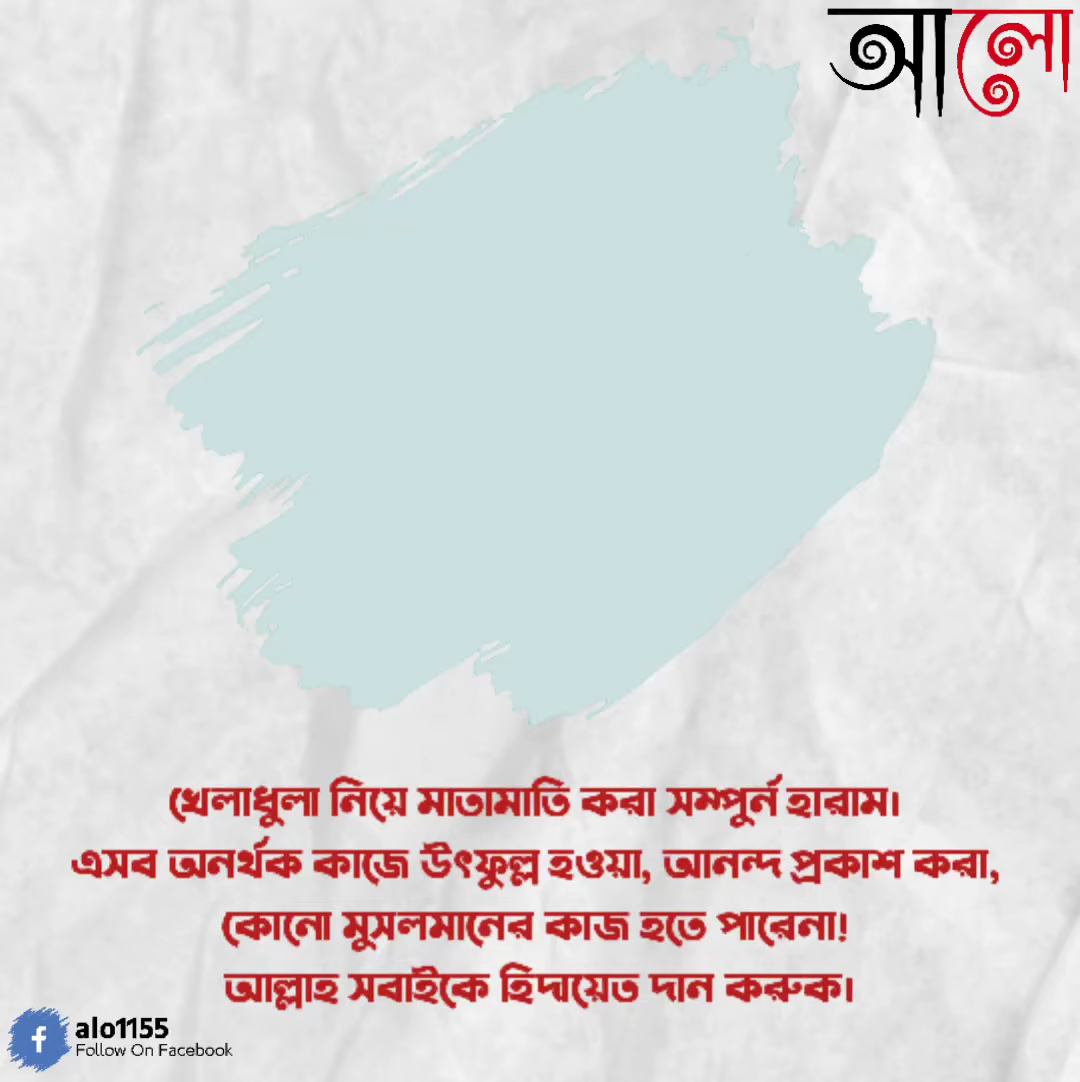 আলো
খেলাধুলা নিয়ে মাতামাতি করা সম্পুর্ন হারাম।
এসব অনর্থক কাজে উৎফুল্ল হওয়া, আনন্দ প্রকাশ করা,
কোনো মুসলমানের কাজ হতে পারেনা!
আল্লাহ সবাইকে হিদায়েত দান করুক।
f
alo1155
Follow On Facebook